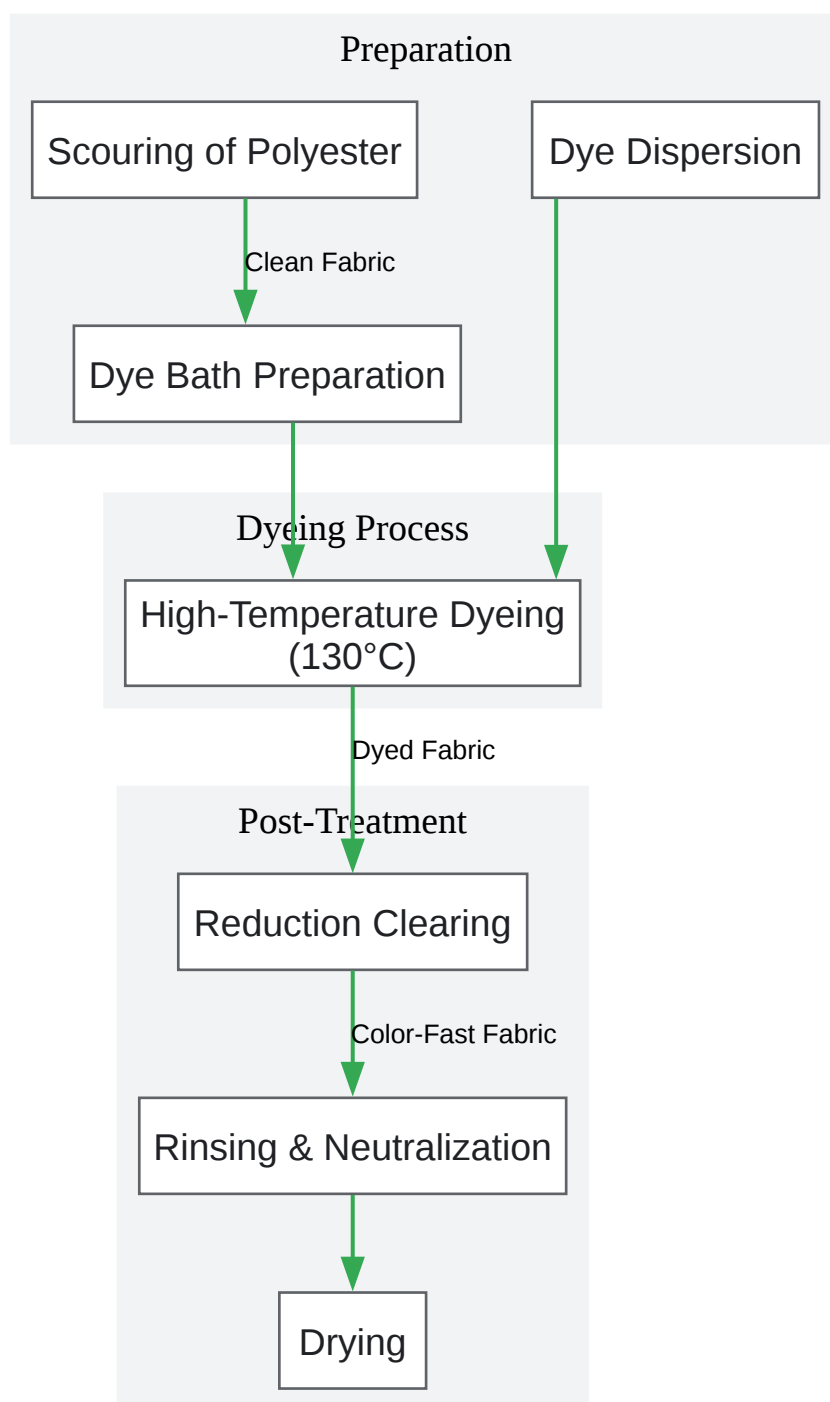 Preparation
Scouring of Polyester
Dye Dispersion
Clean Fabric
Dye Bath Preparation
Dyeing Process
High-Temperature Dyeing
(130°C)
Dyed Fabric
Post-Treatment
Reduction Clearing
Color-Fast Fabric
Rinsing & Neutralization
Drying